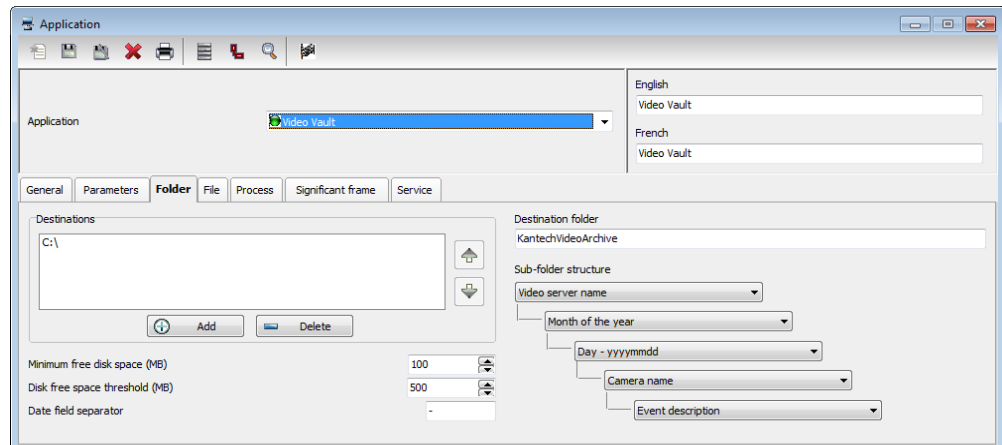 Application
Application
Video Vault
English
Video Vault
French
Video Vault
General Parameters Folder File Process Significant frame Service
Destinations
C:\
Add Delete
Minimum free disk space (MB) 100
Disk free space threshold (MB) 500
Date field separator -
Destination folder
KantechVideoArchive
Sub-folder structure
Video server name
Month of the year
Day - yyyymmdd
Camera name
Event description